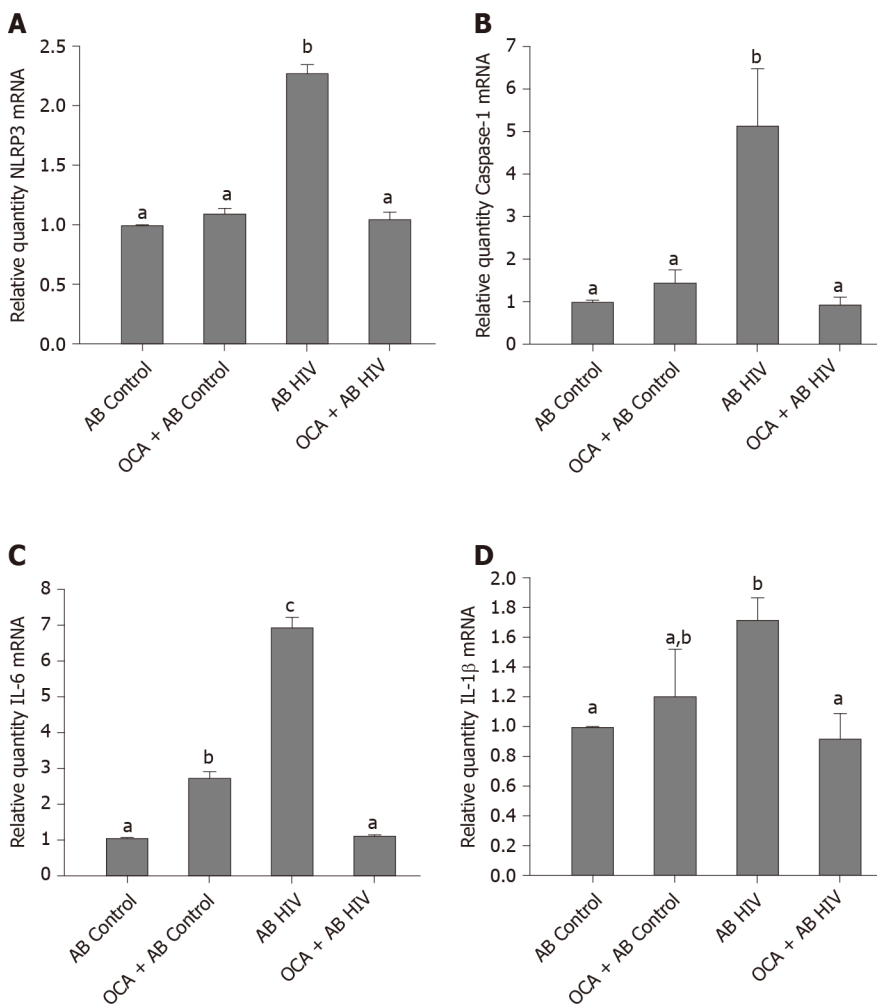 A
Relative quantity NLRP3 mRNA
2.5
2.0
1.5
1.0
0.5
0.0
a
a
b
a
AB Control
OCA + AB Control
AB HIV
OCA + AB HIV
B
Relative quantity Caspase-1 mRNA
7
6
5
4
3
2
1
0
a
a
b
a
AB Control
OCA + AB Control
AB HIV
OCA + AB HIV
C
Relative quantity IL-6 mRNA
8
7
6
5
4
3
2
1
0
a
b
c
a
AB Control
OCA + AB Control
AB HIV
OCA + AB HIV
D
Relative quantity IL-1β mRNA
2.0
1.8
1.6
1.4
1.2
1.0
0.8
0.6
0.4
0.2
0.0
a
a,b
b
a
AB Control
OCA + AB Control
AB HIV
OCA + AB HIV